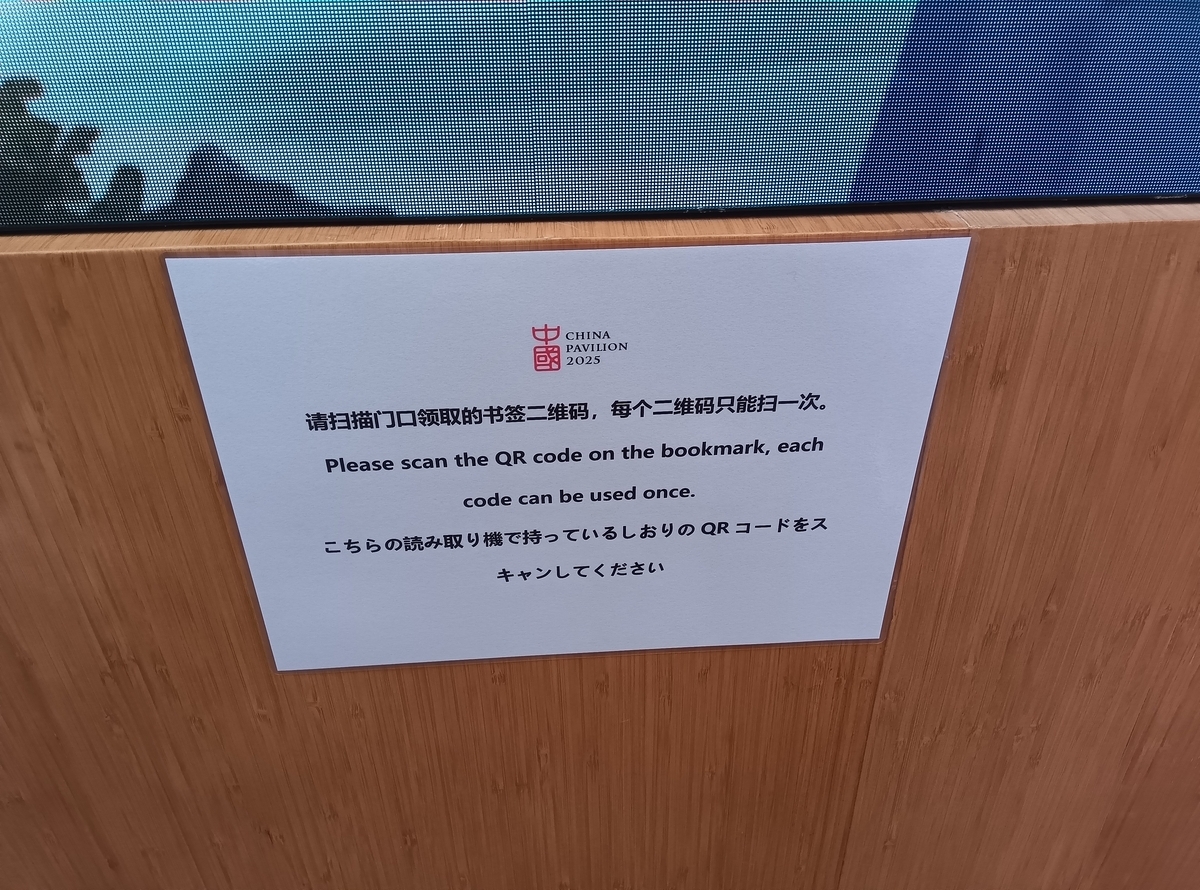 中國
CHINA
PAVILION
2025
请扫描门口领取的书签二维码，每个二维码只能扫一次。
Please scan the QR code on the bookmark, each
code can be used once.
こちらの読み取り機で持っているしおりの QR コードをス
キャンしてください